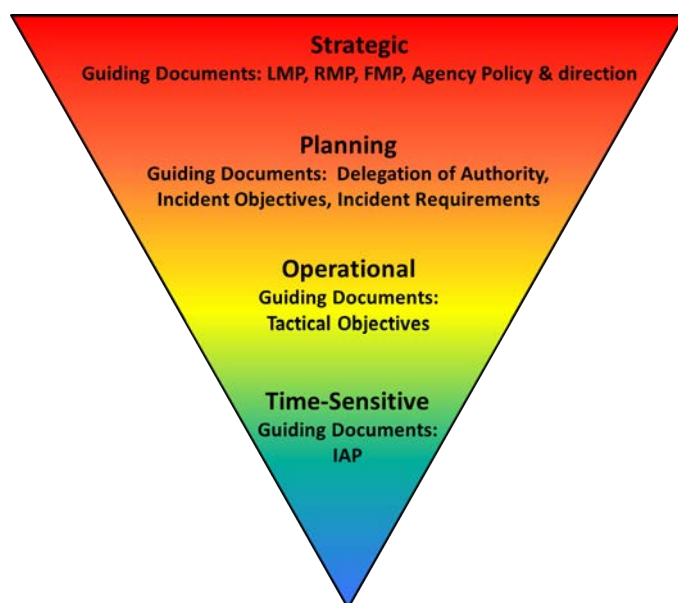 Strategic
Guiding Documents: LMP, RMP, FMP, Agency Policy & direction
Planning
Guiding Documents: Delegation of Authority,
Incident Objectives, Incident Requirements
Operational
Guiding Documents:
Tactical Objectives
Time-Sensitive
Guiding Documents:
IAP